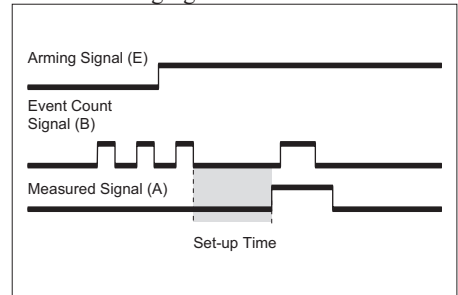 Arming Signal (E)
Event Count
Signal (B)
Measured Signal (A)
Set-up Time